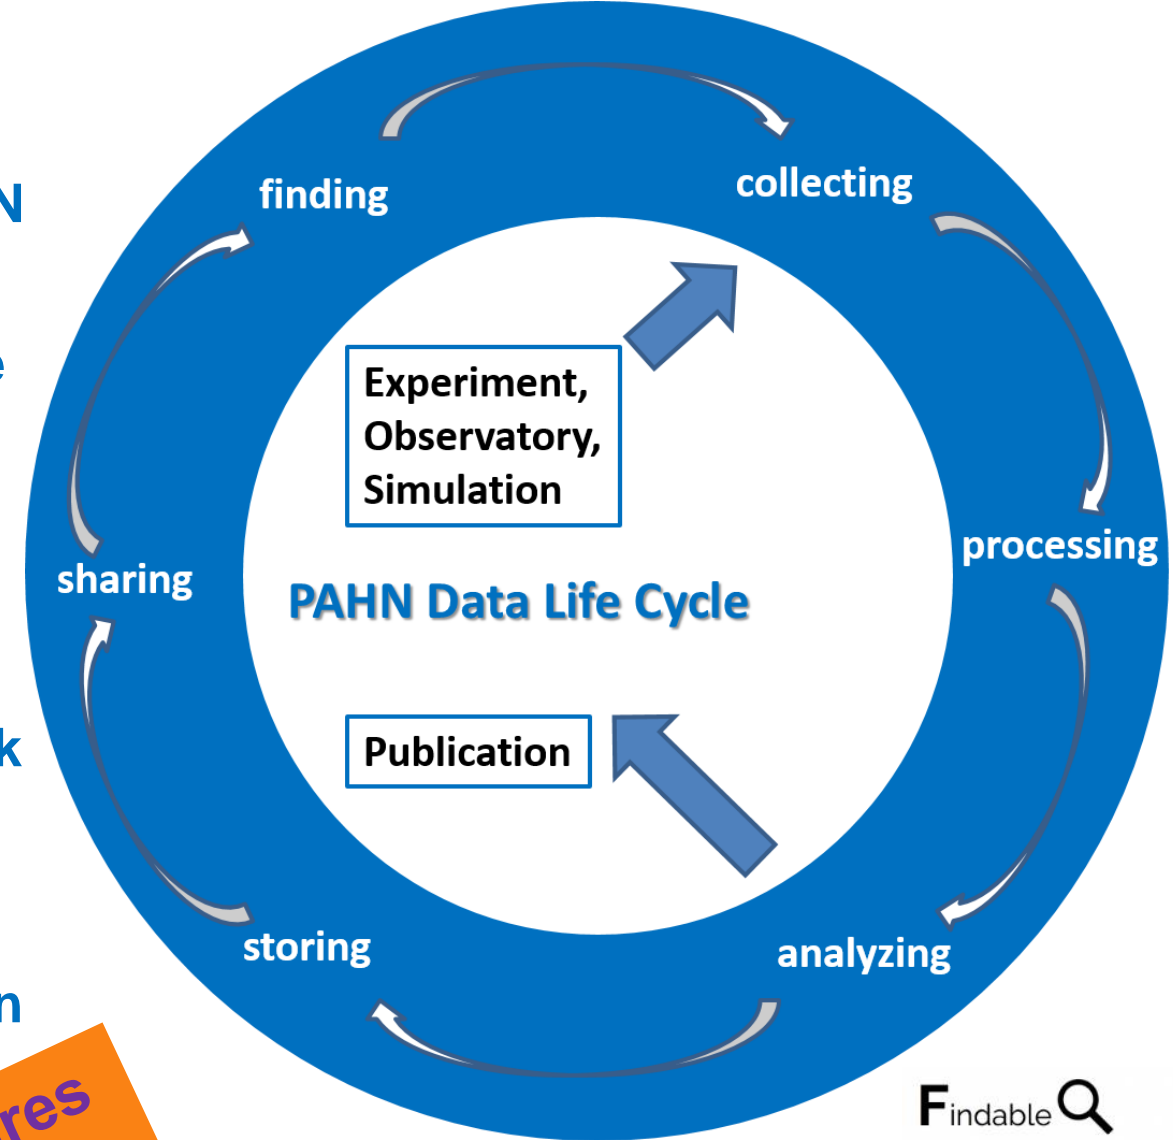 finding
collecting
Experiment,
Observatory,
Simulation
processing
sharing
PAHN Data Life Cycle
Publication
storing
analyzing
Findable